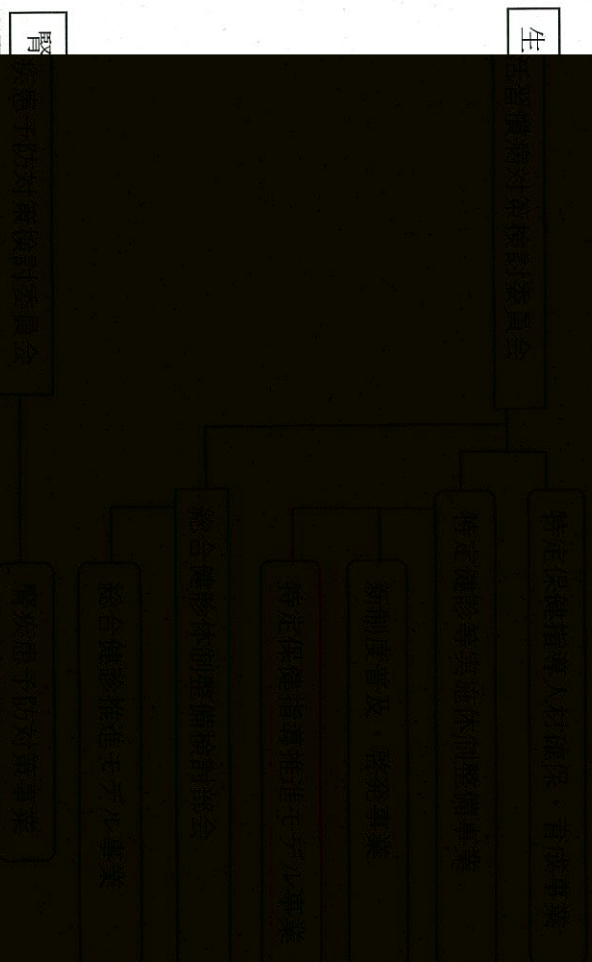 生活習慣病対策検討委員会
特定保健指導人材確保・育成事業
特定健診等実施体制整備事業
新制度普及・啓発事業
特定保健指導推進モデル事業
総合健診体制整備検討部会
総合健診推進モデル事業
腎疾患予防対策検討委員会
腎疾患予防対策事業